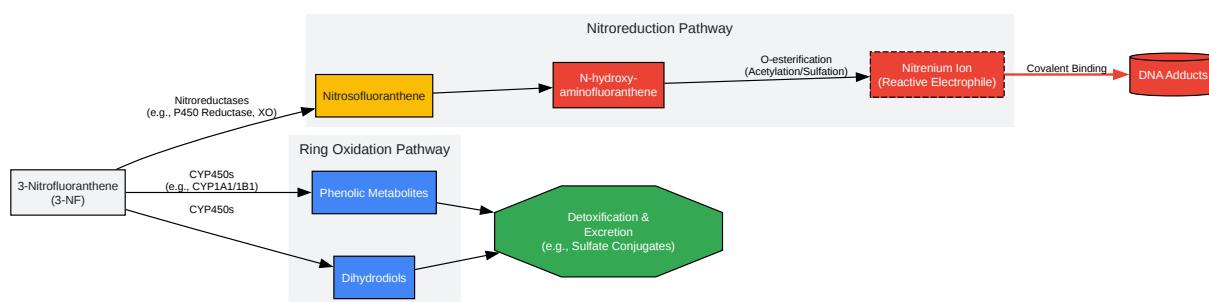 Nitroreduction Pathway
O-esterification
(Acetylation/Sulfation)
Nitrosofluoranthene
N-hydroxy-
aminofluoranthene
Nitrenium Ion
(Reactive Electrophile)
Covalent Binding
DNA Adducts
Nitroreductases
(e.g., P450 Reductase, XO)
Ring Oxidation Pathway
3-Nitrofluoranthene
(3-NF)
CYP450s
(e.g., CYP1A1/1B1)
CYP450s
Phenolic Metabolites
Dihydrodiols
Detoxification &
Excretion
(e.g., Sulfate Conjugates)